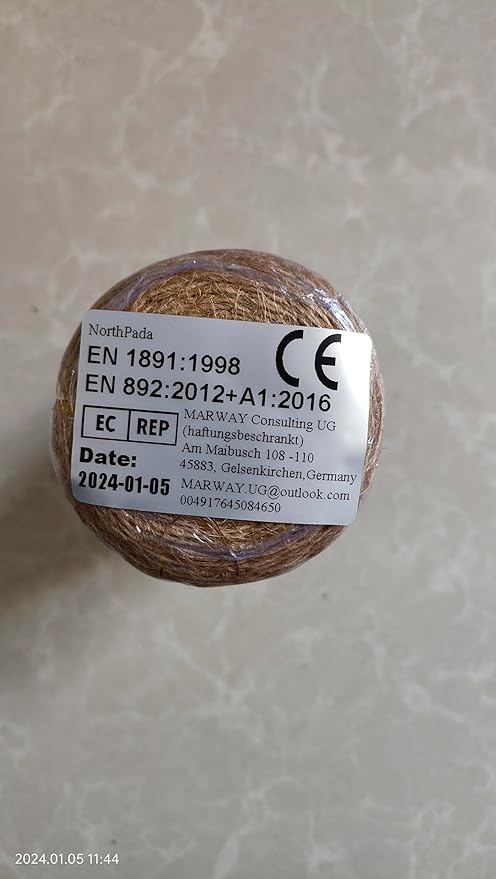 NorthPada
CE
EN 1891:1998
EN 892:2012+A1:2016
EC REP
MARWAY Consulting UG
(haftungsbeschrankt)
Am Maibusch 108 -110
45883, Gelsenkirchen,Germany
MARWAY.UG@outlook.com
004917645084650
Date:
2024-01-05
2024.01.05 11:44